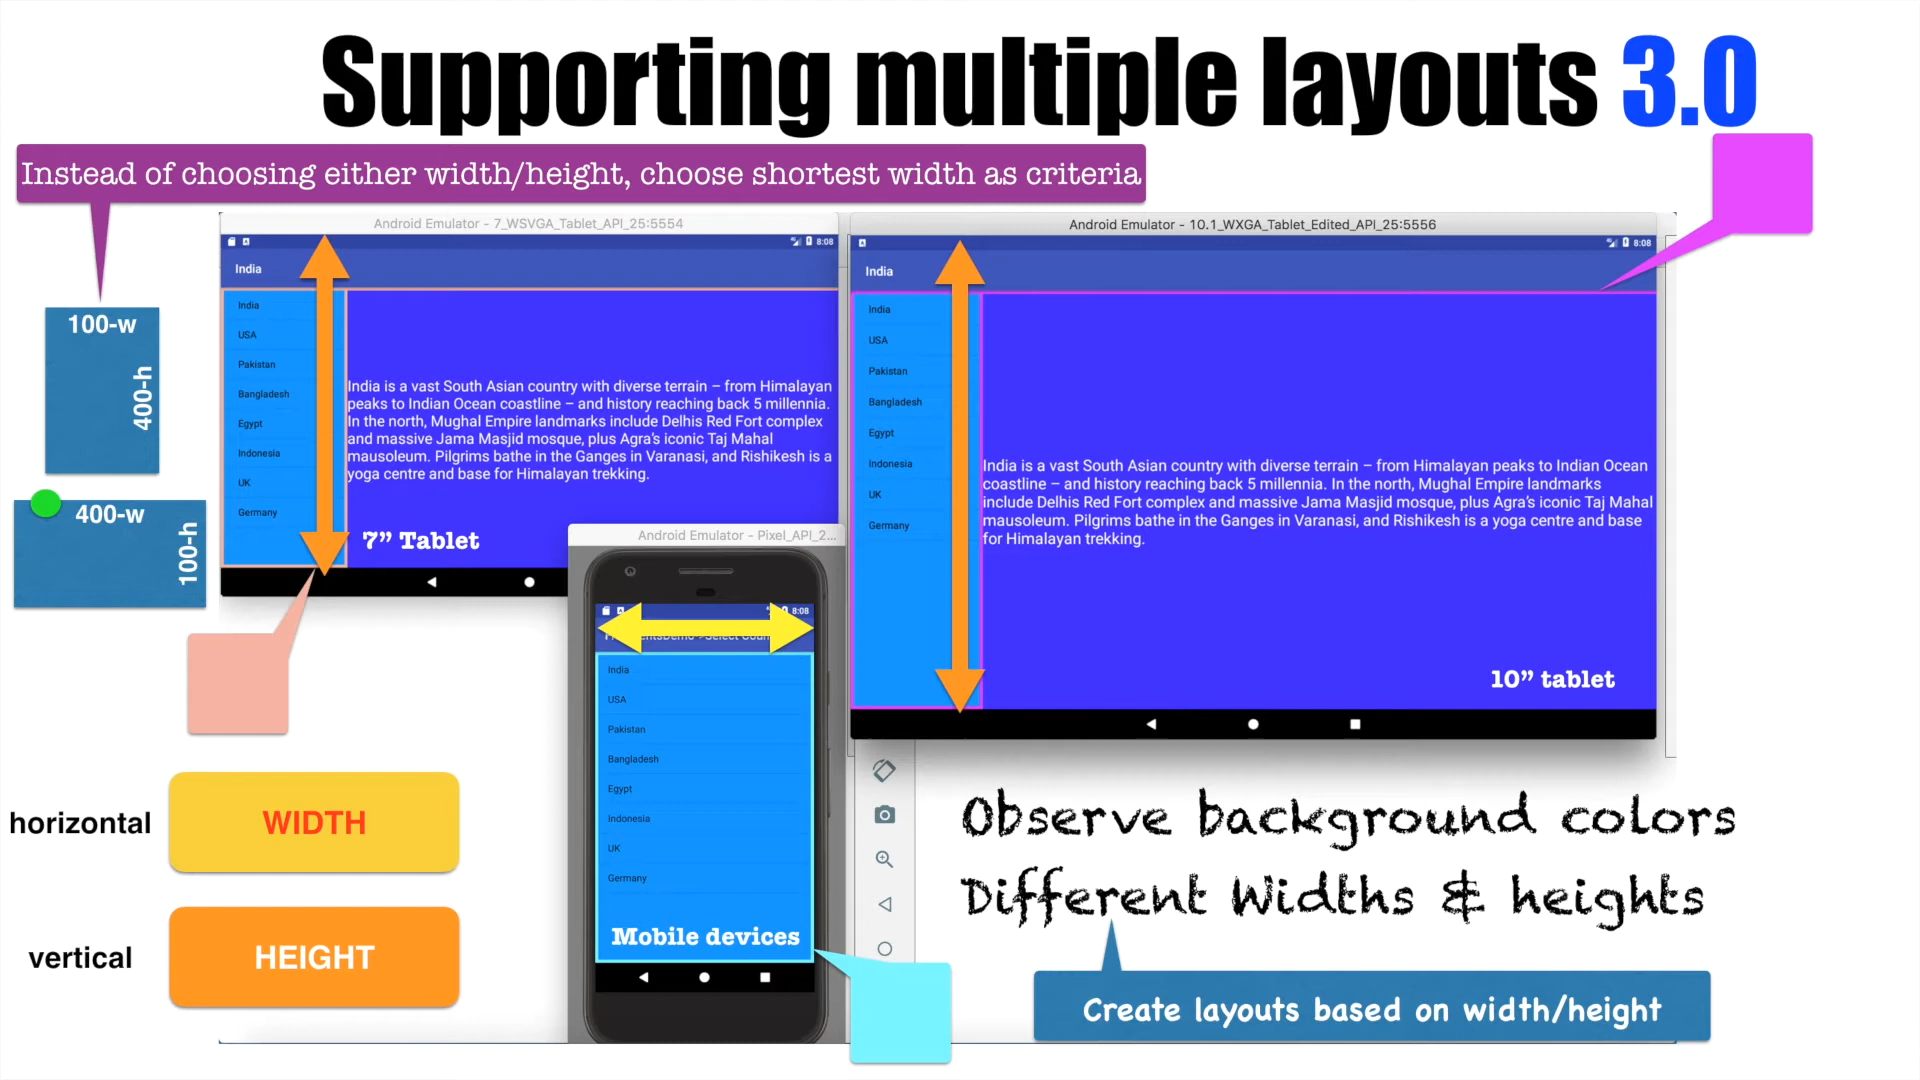 Supporting multiple layouts 3.0
Instead of choosing either width/height, choose shortest width as criteria
Android Emulator - 7_WSVGA_Tablet_API_25:5554
8:08
India
India
USA
Pakistan
Bangladesh
Egypt
Indonesia
UK
Germany
India is a vast South Asian country with diverse terrain – from Himalayan
peaks to Indian Ocean coastline – and history reaching back 5 millennia.
In the north, Mughal Empire landmarks include Delhis Red Fort complex
and massive Jama Masjid mosque, plus Agra's iconic Taj Mahal
mausoleum. Pilgrims bathe in the Ganges in Varanasi, and Rishikesh is a
yoga centre and base for Himalayan trekking.
7” Tablet
Android Emulator - 10.1_WXGA_Tablet_Edited_API_25:5556
8:08
India
India
USA
Pakistan
Bangladesh
Egypt
Indonesia
UK
Germany
India is a vast South Asian country with diverse terrain – from Himalayan peaks to Indian Ocean
coastline – and history reaching back 5 millennia. In the north, Mughal Empire landmarks
include Delhis Red Fort complex and massive Jama Masjid mosque, plus Agra's iconic Taj Mahal
mausoleum. Pilgrims bathe in the Ganges in Varanasi, and Rishikesh is a yoga centre and base
for Himalayan trekking.
10” tablet
100-w
400-h
400-w
100-h
Android Emulator - Pixel_API_2...
8:08
India
USA
Pakistan
Bangladesh
Egypt
Indonesia
UK
Germany
Mobile devices
horizontal
WIDTH
vertical
HEIGHT
Observe background colors
Different Widths & heights
Create layouts based on width/height